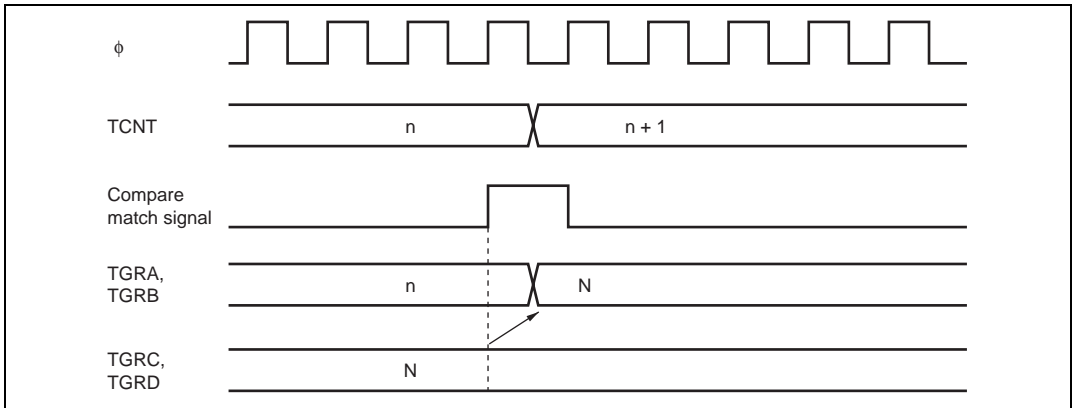 ϕ
TCNT
n
n + 1
Compare
match signal
TGRA,
TGRB
n
N
TGRC,
TGRD
N